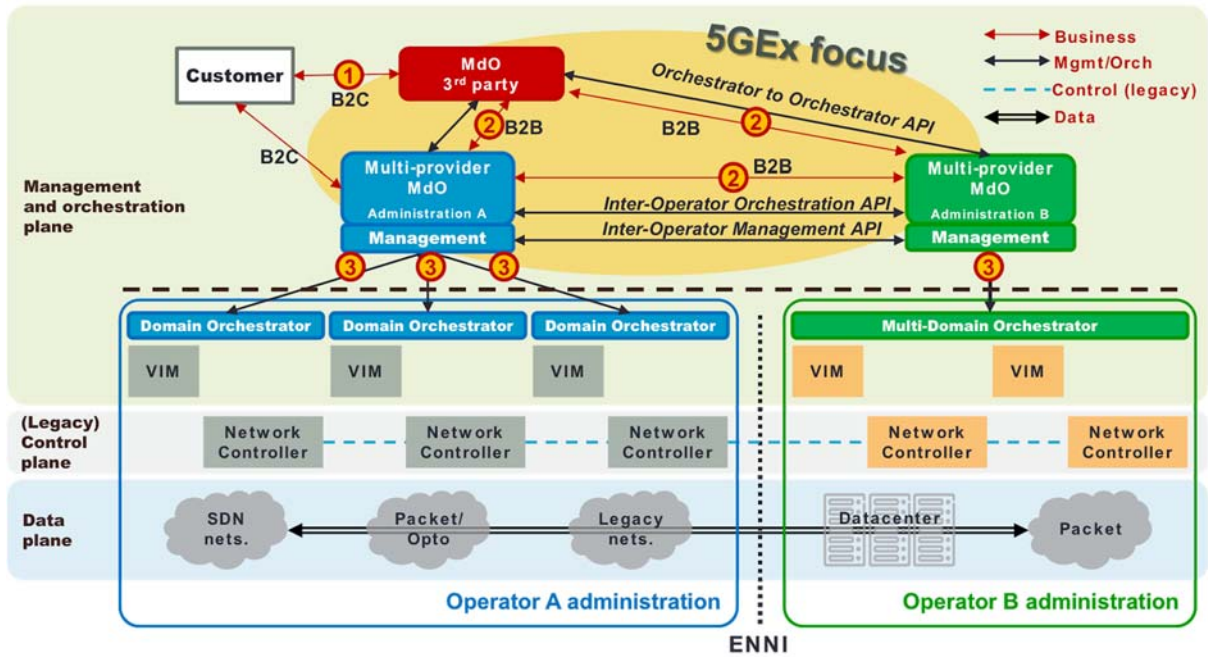 5GEx focus
Business
Mgmt/Orch
Control (legacy)
Data
Customer
1
B2C
MdO
3rd party
Orchestrator to Orchestrator API
2
B2B
B2B
2
B2C
Multi-provider
MdO
Administration A
Management
B2B
2
Inter-Operator Orchestration API
Inter-Operator Management API
Multi-provider
MdO
Administration B
Management
Management
and orchestration
plane
3
3
3
3
Domain Orchestrator
Domain Orchestrator
Domain Orchestrator
Multi-Domain Orchestrator
VIM
VIM
VIM
VIM
VIM
(Legacy)
Control
plane
Network
Controller
Network
Controller
Network
Controller
Network
Controller
Network
Controller
Data
plane
SDN
nets.
Packet/
Opto
Legacy
nets.
Datacenter
Packet
Operator A administration
Operator B administration
ENNI